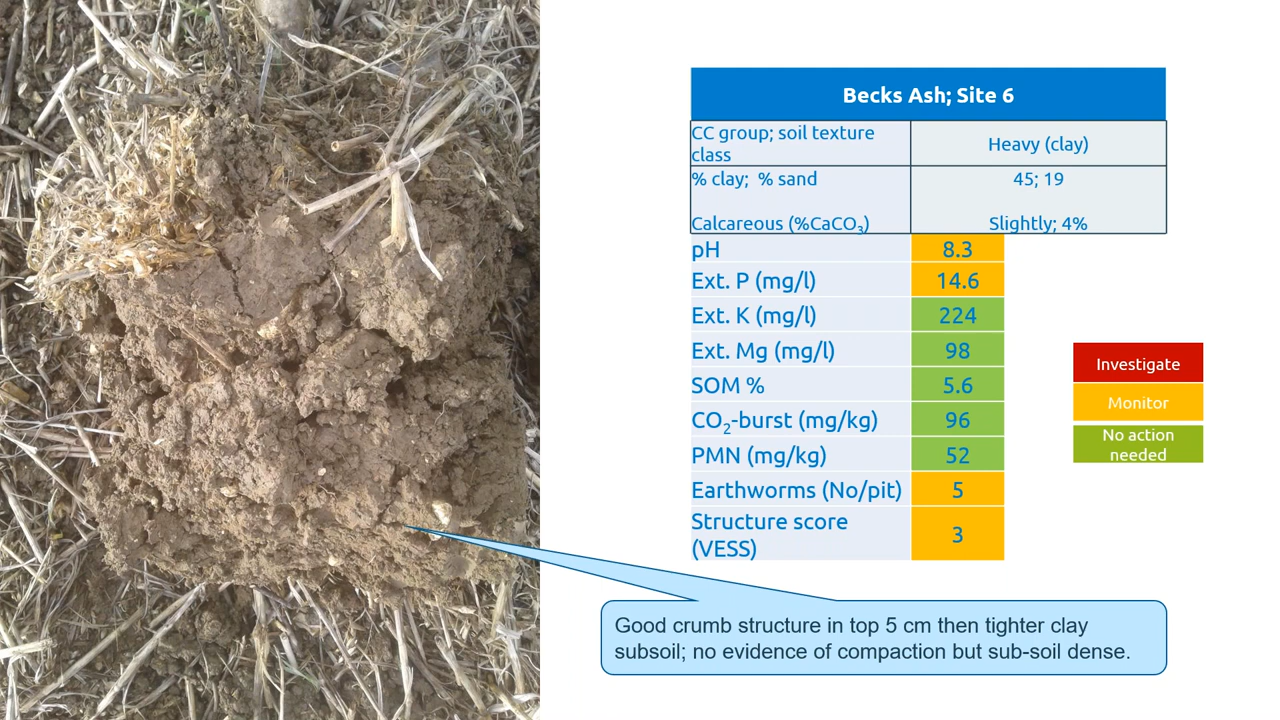 Becks Ash; Site 6
CC group; soil texture
class
Heavy (clay)
% clay;  % sand
45; 19
Calcareous (%CaCO₃)
Slightly; 4%
pH
8.3
Ext. P (mg/l)
14.6
Ext. K (mg/l)
224
Ext. Mg (mg/l)
98
SOM %
5.6
CO₂-burst (mg/kg)
96
PMN (mg/kg)
52
Earthworms (No/pit)
5
Structure score
(VESS)
3
Investigate
Monitor
No action
needed
Good crumb structure in top 5 cm then tighter clay
subsoil; no evidence of compaction but sub-soil dense.